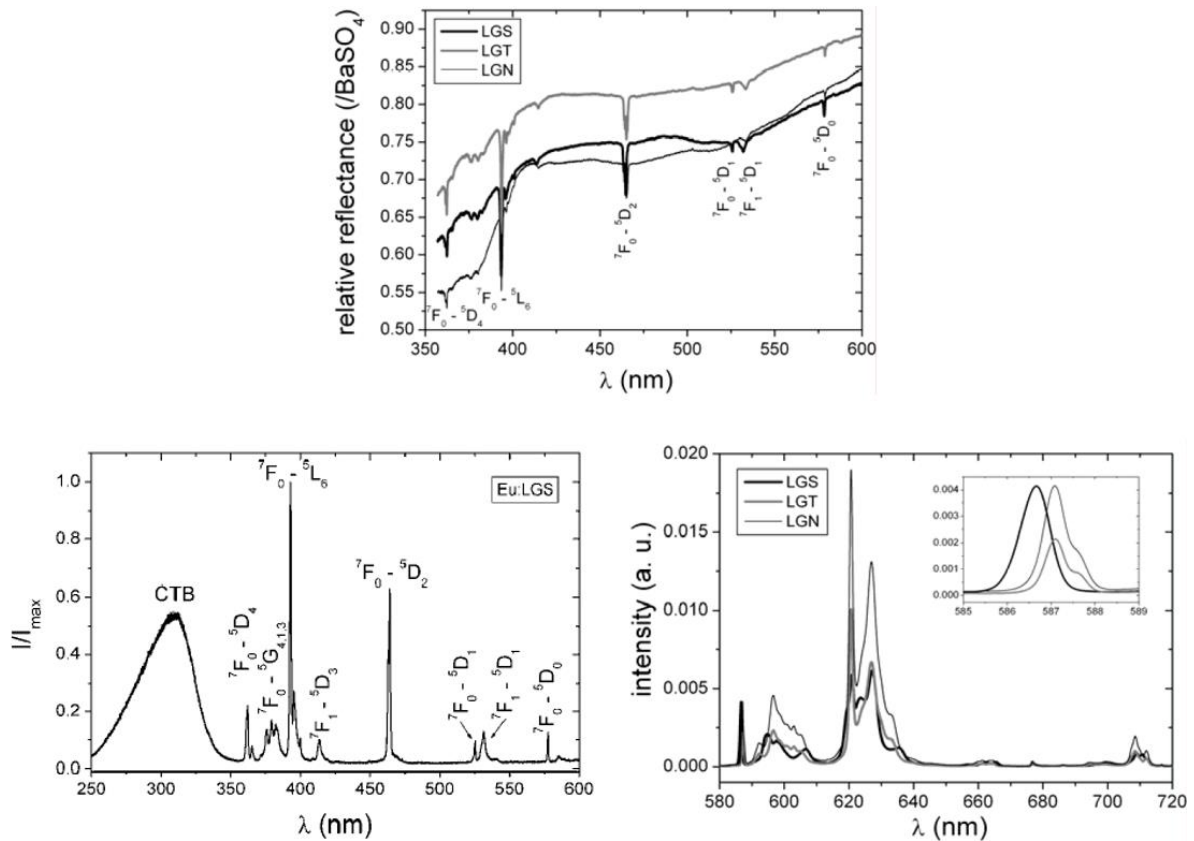 relative reflectance (/BaSO₄)
0.90
0.85
0.80
0.75
0.70
0.65
0.60
0.55
0.50
LGS
LGT
LGN
⁷F₀ - ⁵D₄
⁷F₀ - ⁵L₆
⁷F₀ - ⁵D₂
⁷F₀ - ⁵D₁
⁷F₁ - ⁵D₁
⁷F₀ - ⁵D₀
350 400 450 500 550 600
λ (nm)
I/Iₘₐₓ
1.0
0.8
0.6
0.4
0.2
0.0
Eu:LGS
CTB
⁷F₀ - ⁵D₄
⁷F₀ - ⁵G₄,₁,₃
⁷F₀ - ⁵L₆
⁷F₁ - ⁵D₃
⁷F₀ - ⁵D₂
⁷F₀ - ⁵D₁
⁷F₁ - ⁵D₁
⁷F₀ - ⁵D₀
250 300 350 400 450 500 550 600
λ (nm)
intensity (a. u.)
0.020
0.015
0.010
0.005
0.000
LGS
LGT
LGN
0.004
0.003
0.002
0.001
0.000
585 586 587 588 589
580 600 620 640 660 680 700 720
λ (nm)